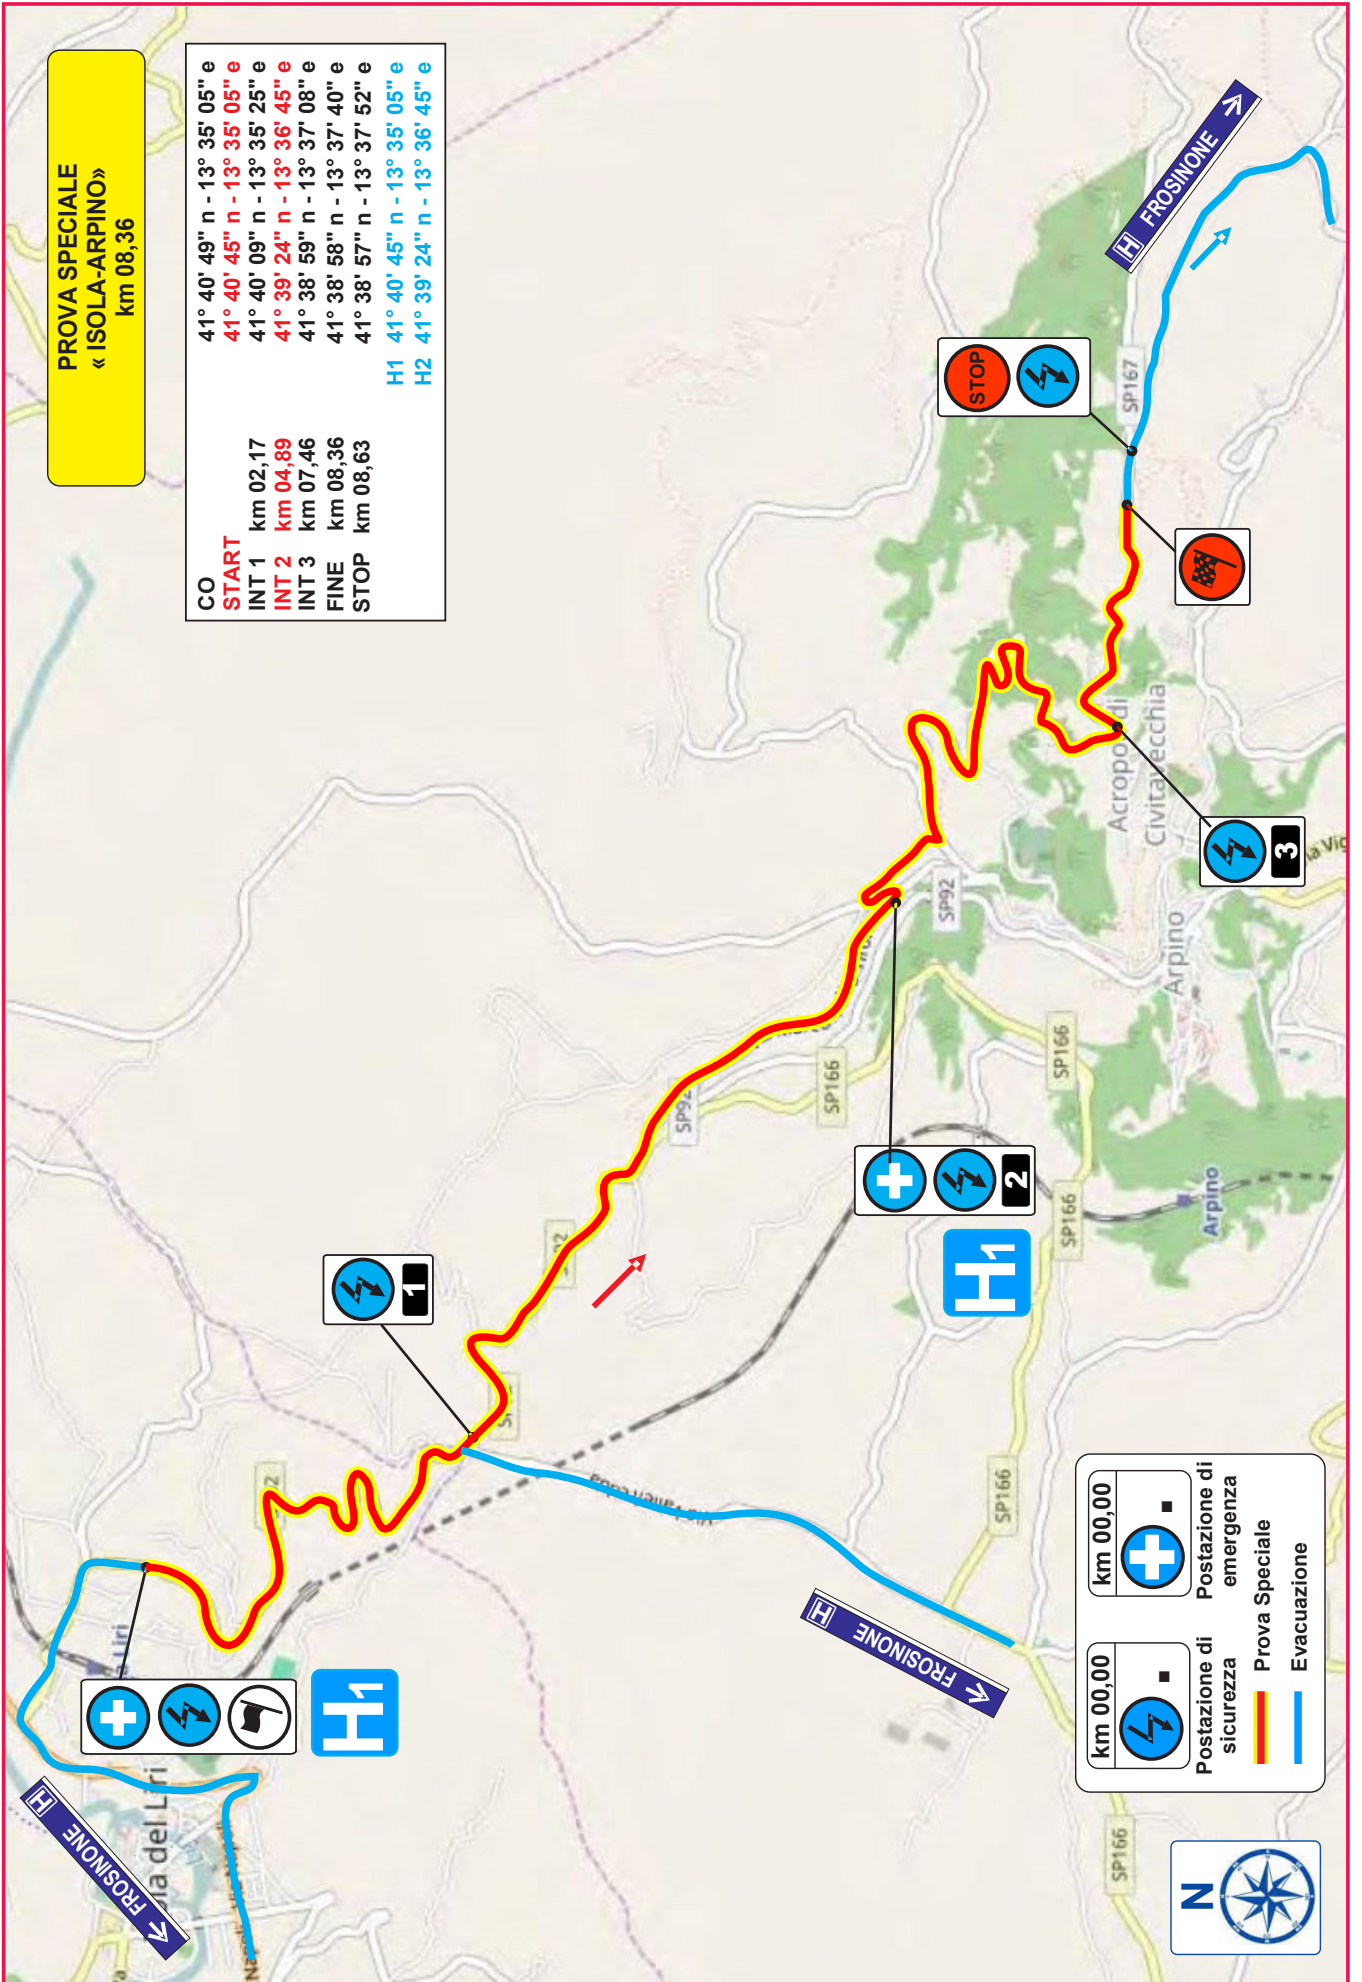 PROVA SPECIALE
« ISOLA-ARPINO»
km 08,36
CO 41° 40' 49" n - 13° 35' 05" e
START 41° 40' 45" n - 13° 35' 05" e
INT 1 km 02,17 41° 40' 09" n - 13° 35' 25" e
INT 2 km 04,89 41° 39' 24" n - 13° 36' 45" e
INT 3 km 07,46 41° 38' 59" n - 13° 37' 08" e
FINE km 08,36 41° 38' 58" n - 13° 37' 40" e
STOP km 08,63 41° 38' 57" n - 13° 37' 52" e
H1 41° 40' 45" n - 13° 35' 05" e
H2 41° 39' 24" n - 13° 36' 45" e
H FROSINONE
STOP
SP167
Acropoli di
Civitavecchia
3
SP92
Arpino
SP166
SP166
SP92
2
H1
SP166
Arpino
1
SP166
H FROSINONE
Liri
H1
H FROSINONE
del Liri
SP166
N
km 00,00
Postazione di
sicurezza
km 00,00
Postazione di
emergenza
Prova Speciale
Evacuazione